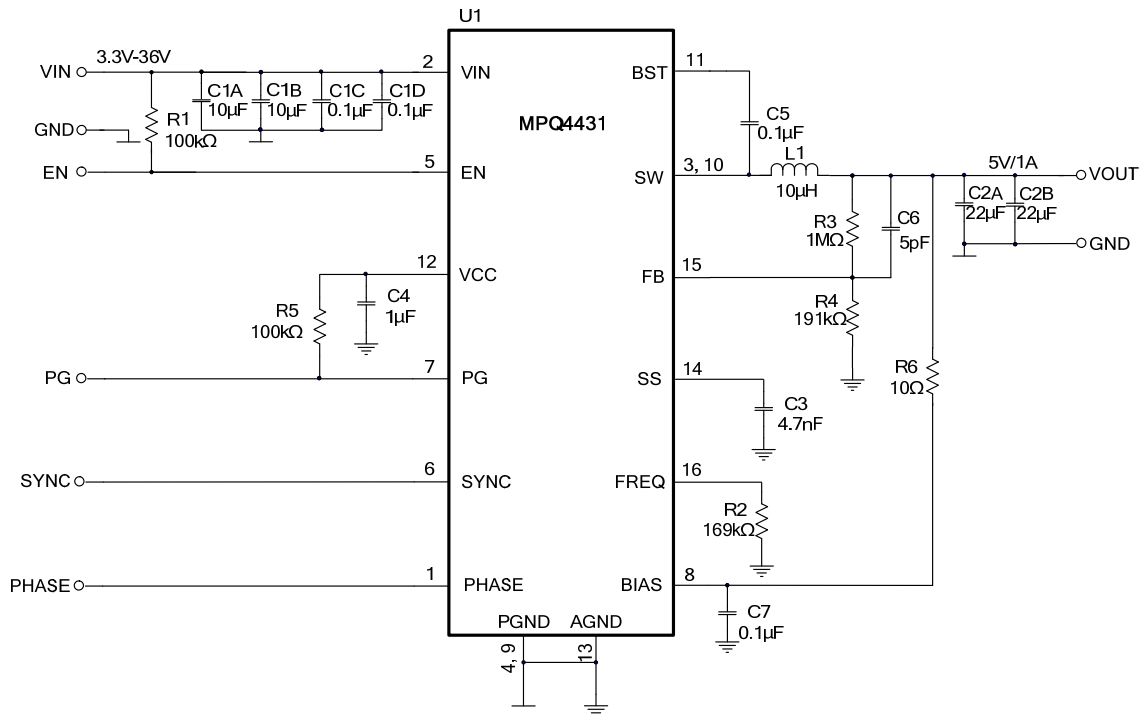 U1
MPQ4431
3.3V-36V
VIN
2
VIN
C1A
10µF
C1B
10µF
C1C
0.1µF
C1D
0.1µF
GND
R1
100kΩ
EN
5
EN
12
VCC
C4
1µF
R5
100kΩ
PG
7
PG
SYNC
6
SYNC
PHASE
1
PHASE
PGND
AGND
4, 9
13
BST
11
C5
0.1µF
SW
3, 10
L1
10µH
5V/1A
VOUT
C2A
22µF
C2B
22µF
GND
R3
1MΩ
C6
5pF
FB
15
R4
191kΩ
R6
10Ω
SS
14
C3
4.7nF
FREQ
16
R2
169kΩ
BIAS
8
C7
0.1µF